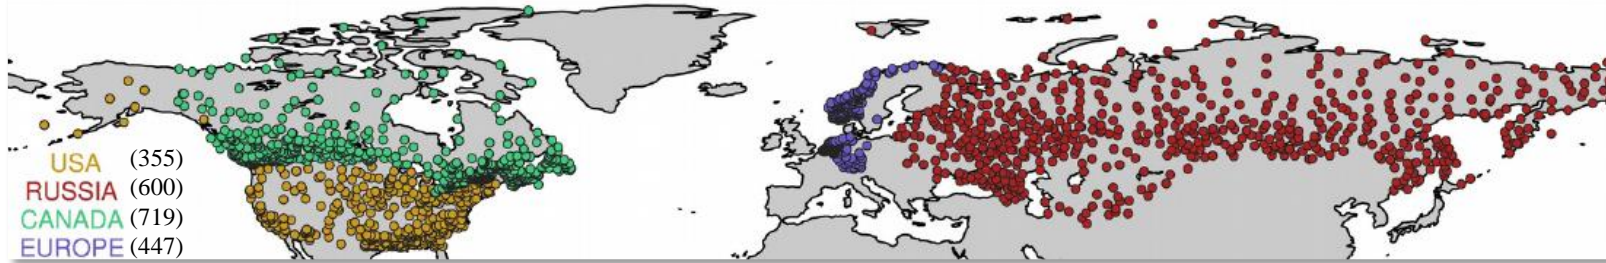 USA (355)
RUSSIA (600)
CANADA (719)
EUROPE (447)